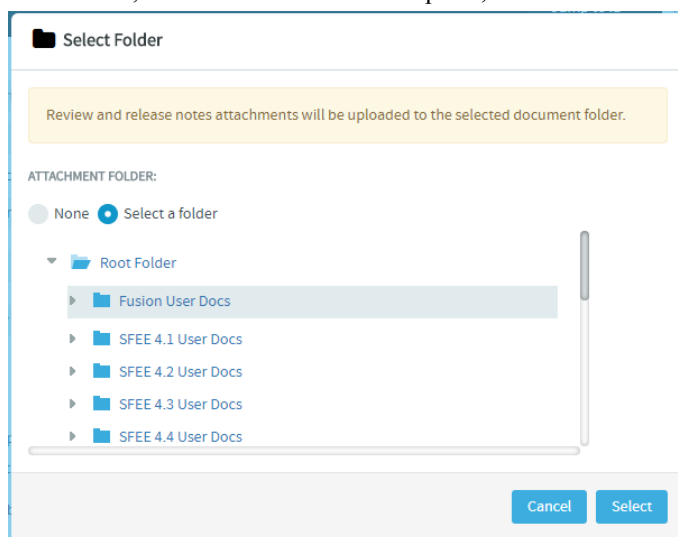 Select Folder
Review and release notes attachments will be uploaded to the selected document folder.
ATTACHMENT FOLDER:
None Select a folder
Root Folder
Fusion User Docs
SFEE 4.1 User Docs
SFEE 4.2 User Docs
SFEE 4.3 User Docs
SFEE 4.4 User Docs
Cancel Select